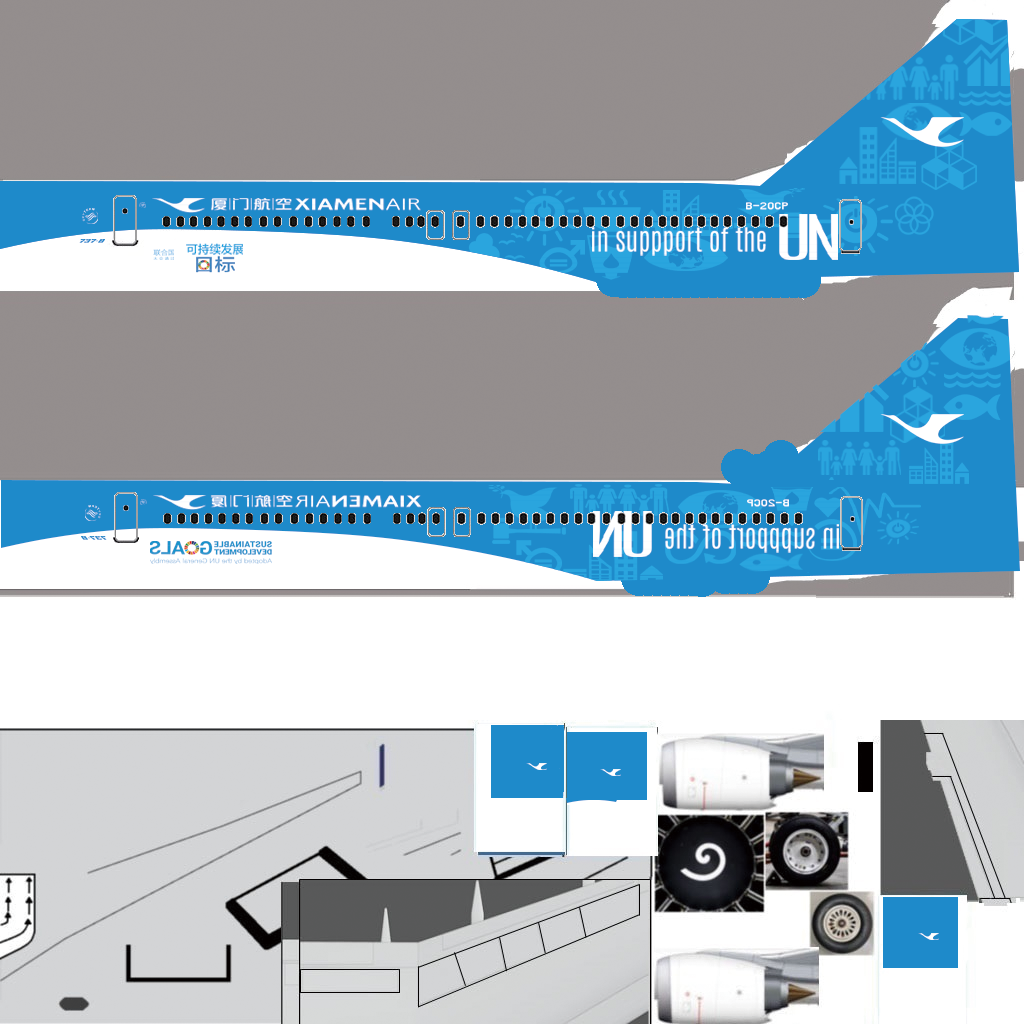 厦门航空 XIAMENAIR
B-20CP
737-8
联合国
可持续发展
目标
in suppport of the UN
厦门航空 XIAMENAIR
B-20CP
737-8
SUSTAINABLE
DEVELOPMENT GOALS
Adopted by the UN General Assembly
in suppport of the UN